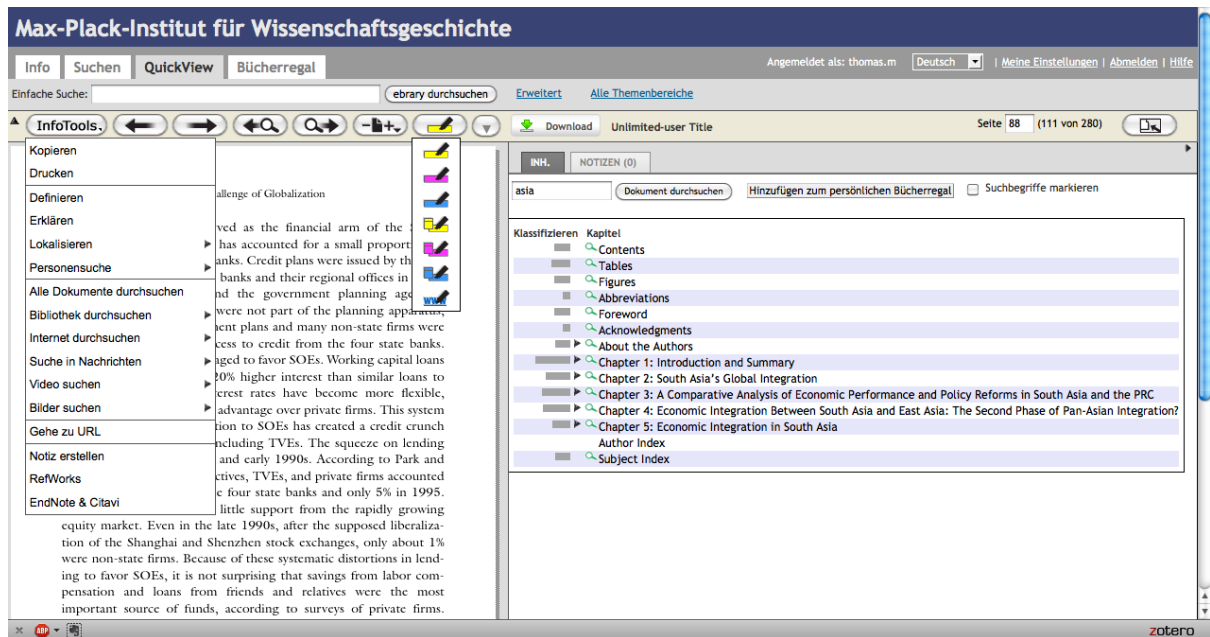 Max-Plack-Institut für Wissenschaftsgeschichte
Info Suchen QuickView Bücherregal
Angemeldet als: thomas.m Deutsch | Meine Einstellungen | Abmelden | Hilfe
Einfache Suche: ebrary durchsuchen Erweitert Alle Themenbereiche
InfoTools
Download Unlimited-user Title Seite 88 (111 von 280)
Kopieren
Drucken
Definieren
Erklären
Lokalisieren
Personensuche
Alle Dokumente durchsuchen
Bibliothek durchsuchen
Internet durchsuchen
Suche in Nachrichten
Video suchen
Bilder suchen
Gehe zu URL
Notiz erstellen
RefWorks
EndNote & Citavi
www
allenge of Globalization
ved as the financial arm of the
has accounted for a small proport
anks. Credit plans were issued by th
banks and their regional offices in
nd the government planning age
were not part of the planning apparatus,
ent plans and many non-state firms were
cess to credit from the four state banks.
aged to favor SOEs. Working capital loans
20% higher interest than similar loans to
erest rates have become more flexible,
advantage over private firms. This system
tion to SOEs has created a credit crunch
ncluding TVEs. The squeeze on lending
and early 1990s. According to Park and
ctives, TVEs, and private firms accounted
e four state banks and only 5% in 1995.
little support from the rapidly growing
equity market. Even in the late 1990s, after the supposed liberaliza-
tion of the Shanghai and Shenzhen stock exchanges, only about 1%
were non-state firms. Because of these systematic distortions in lend-
ing to favor SOEs, it is not surprising that savings from labor com-
pensation and loans from friends and relatives were the most
important source of funds, according to surveys of private firms.
INH. NOTIZEN (0)
asia Dokument durchsuchen Hinzufügen zum persönlichen Bücherregal Suchbegriffe markieren
Klassifizieren Kapitel
Contents
Tables
Figures
Abbreviations
Foreword
Acknowledgments
About the Authors
Chapter 1: Introduction and Summary
Chapter 2: South Asia's Global Integration
Chapter 3: A Comparative Analysis of Economic Performance and Policy Reforms in South Asia and the PRC
Chapter 4: Economic Integration Between South Asia and East Asia: The Second Phase of Pan-Asian Integration?
Chapter 5: Economic Integration in South Asia
Author Index
Subject Index
ABP
zotero